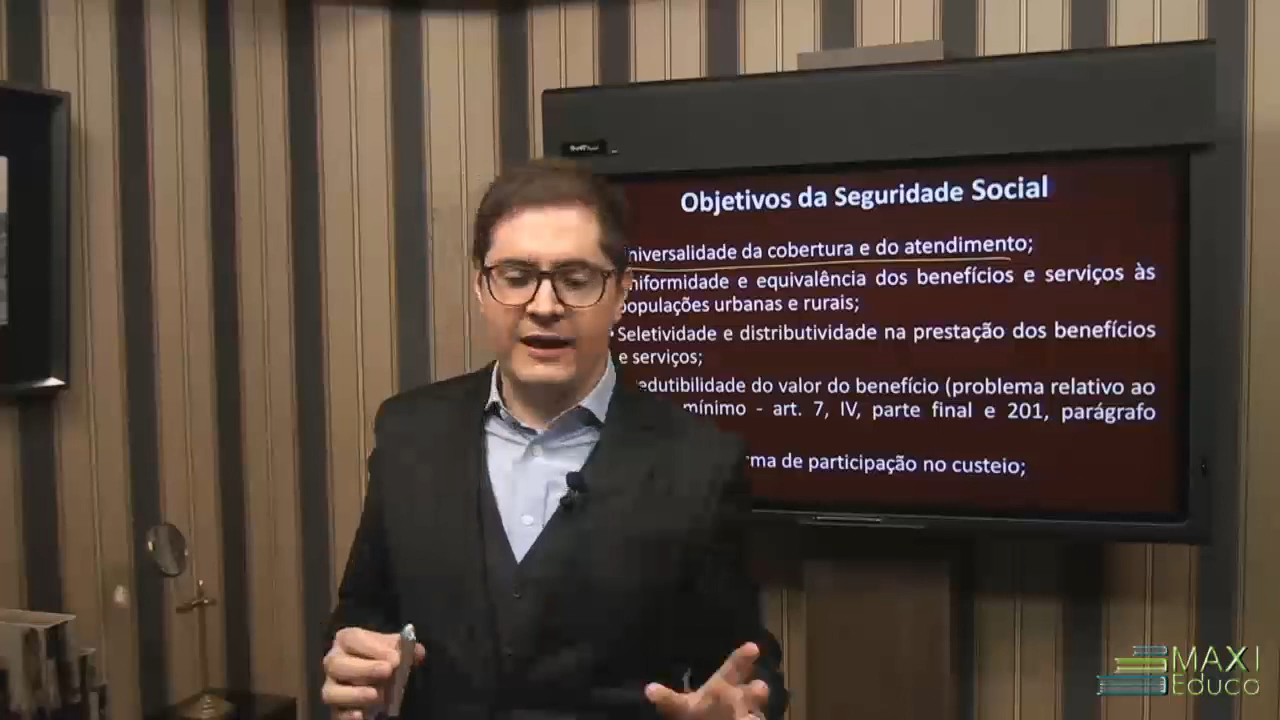 Objetivos da Seguridade Social
niversalidade da cobertura e do atendimento;
niformidade e equivalência dos benefícios e serviços às
populações urbanas e rurais;
• Seletividade e distributividade na prestação dos benefícios
e serviços;
edutibilidade do valor do benefício (problema relativo ao
mínimo - art. 7, IV, parte final e 201, parágrafo
rma de participação no custeio;
MAXI
Educo